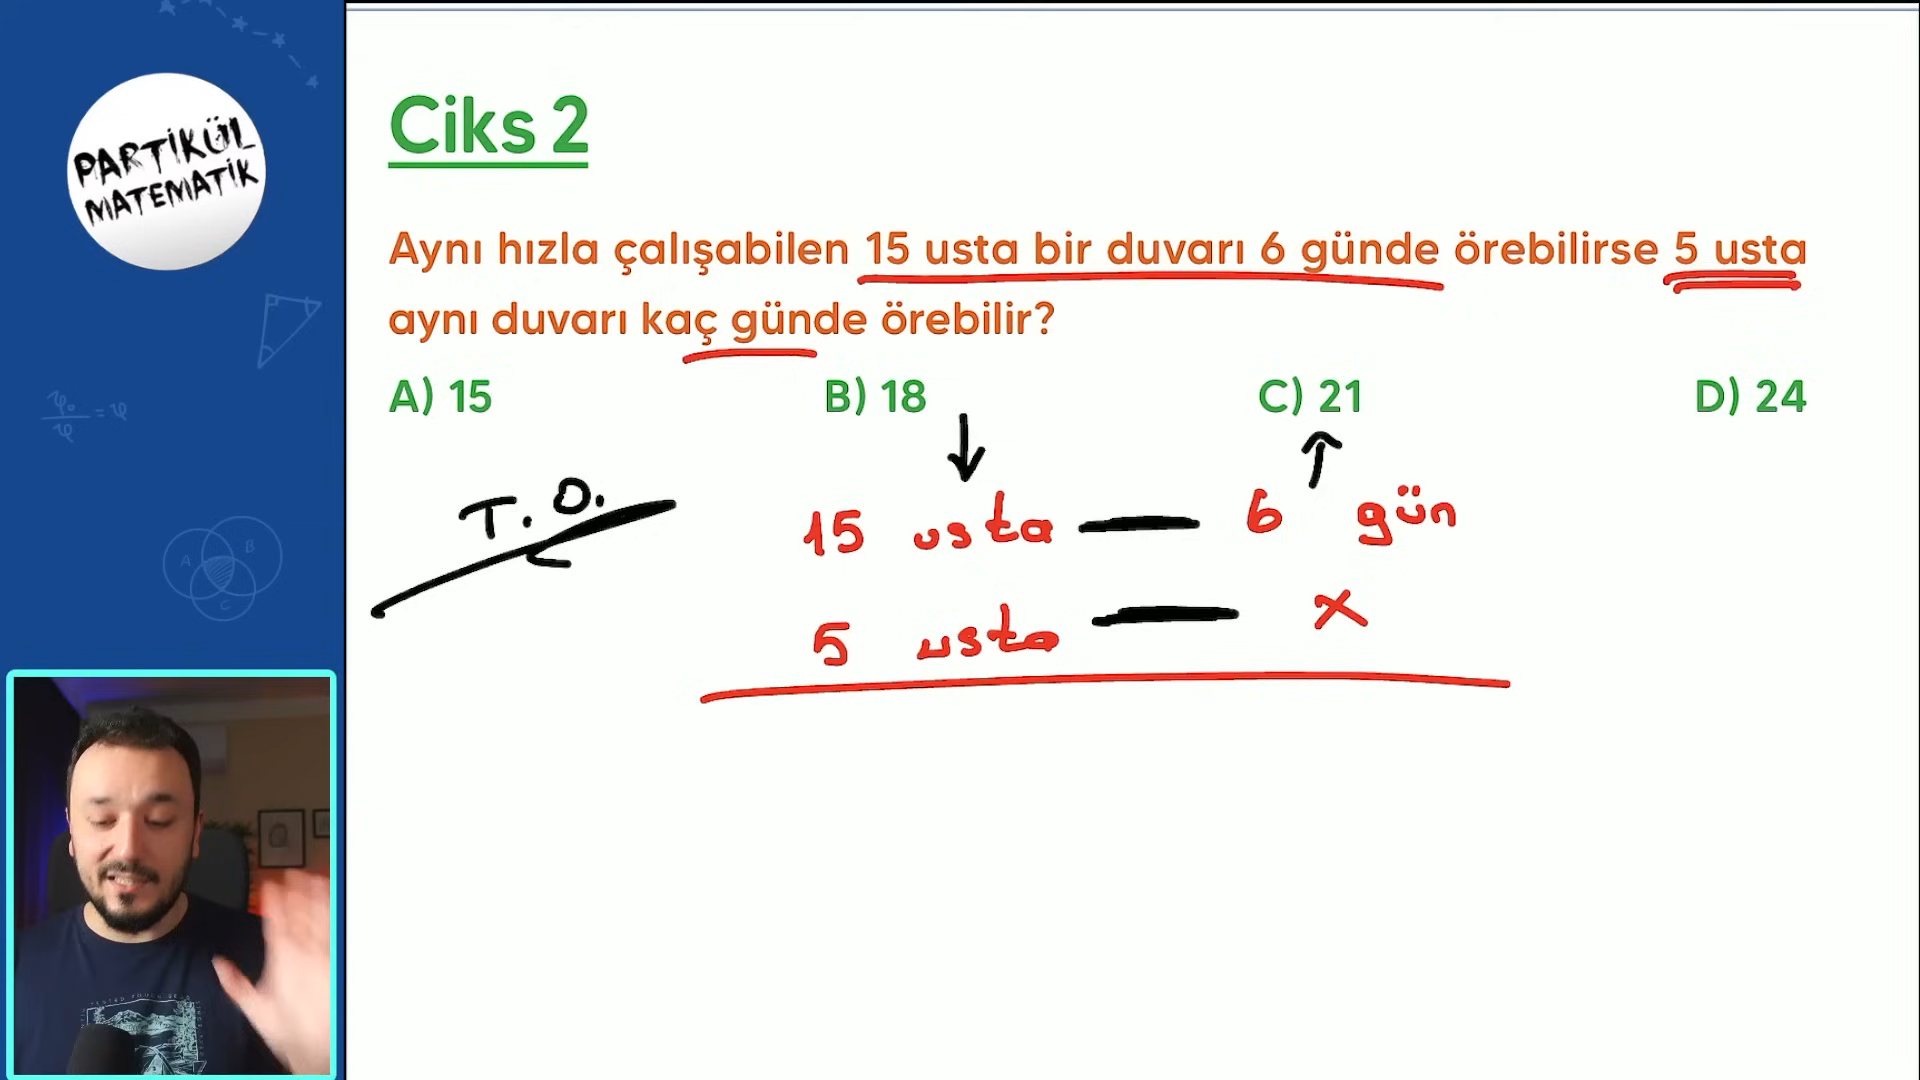 PARTİKÜL
MATEMATİK
Ciks 2
Aynı hızla çalışabilen 15 usta bir duvarı 6 günde örebilirse 5 usta
aynı duvarı kaç günde örebilir?
A) 15 B) 18 C) 21 D) 24
T. O.
15 usta — 6 gün
5 usta — x
A B
C